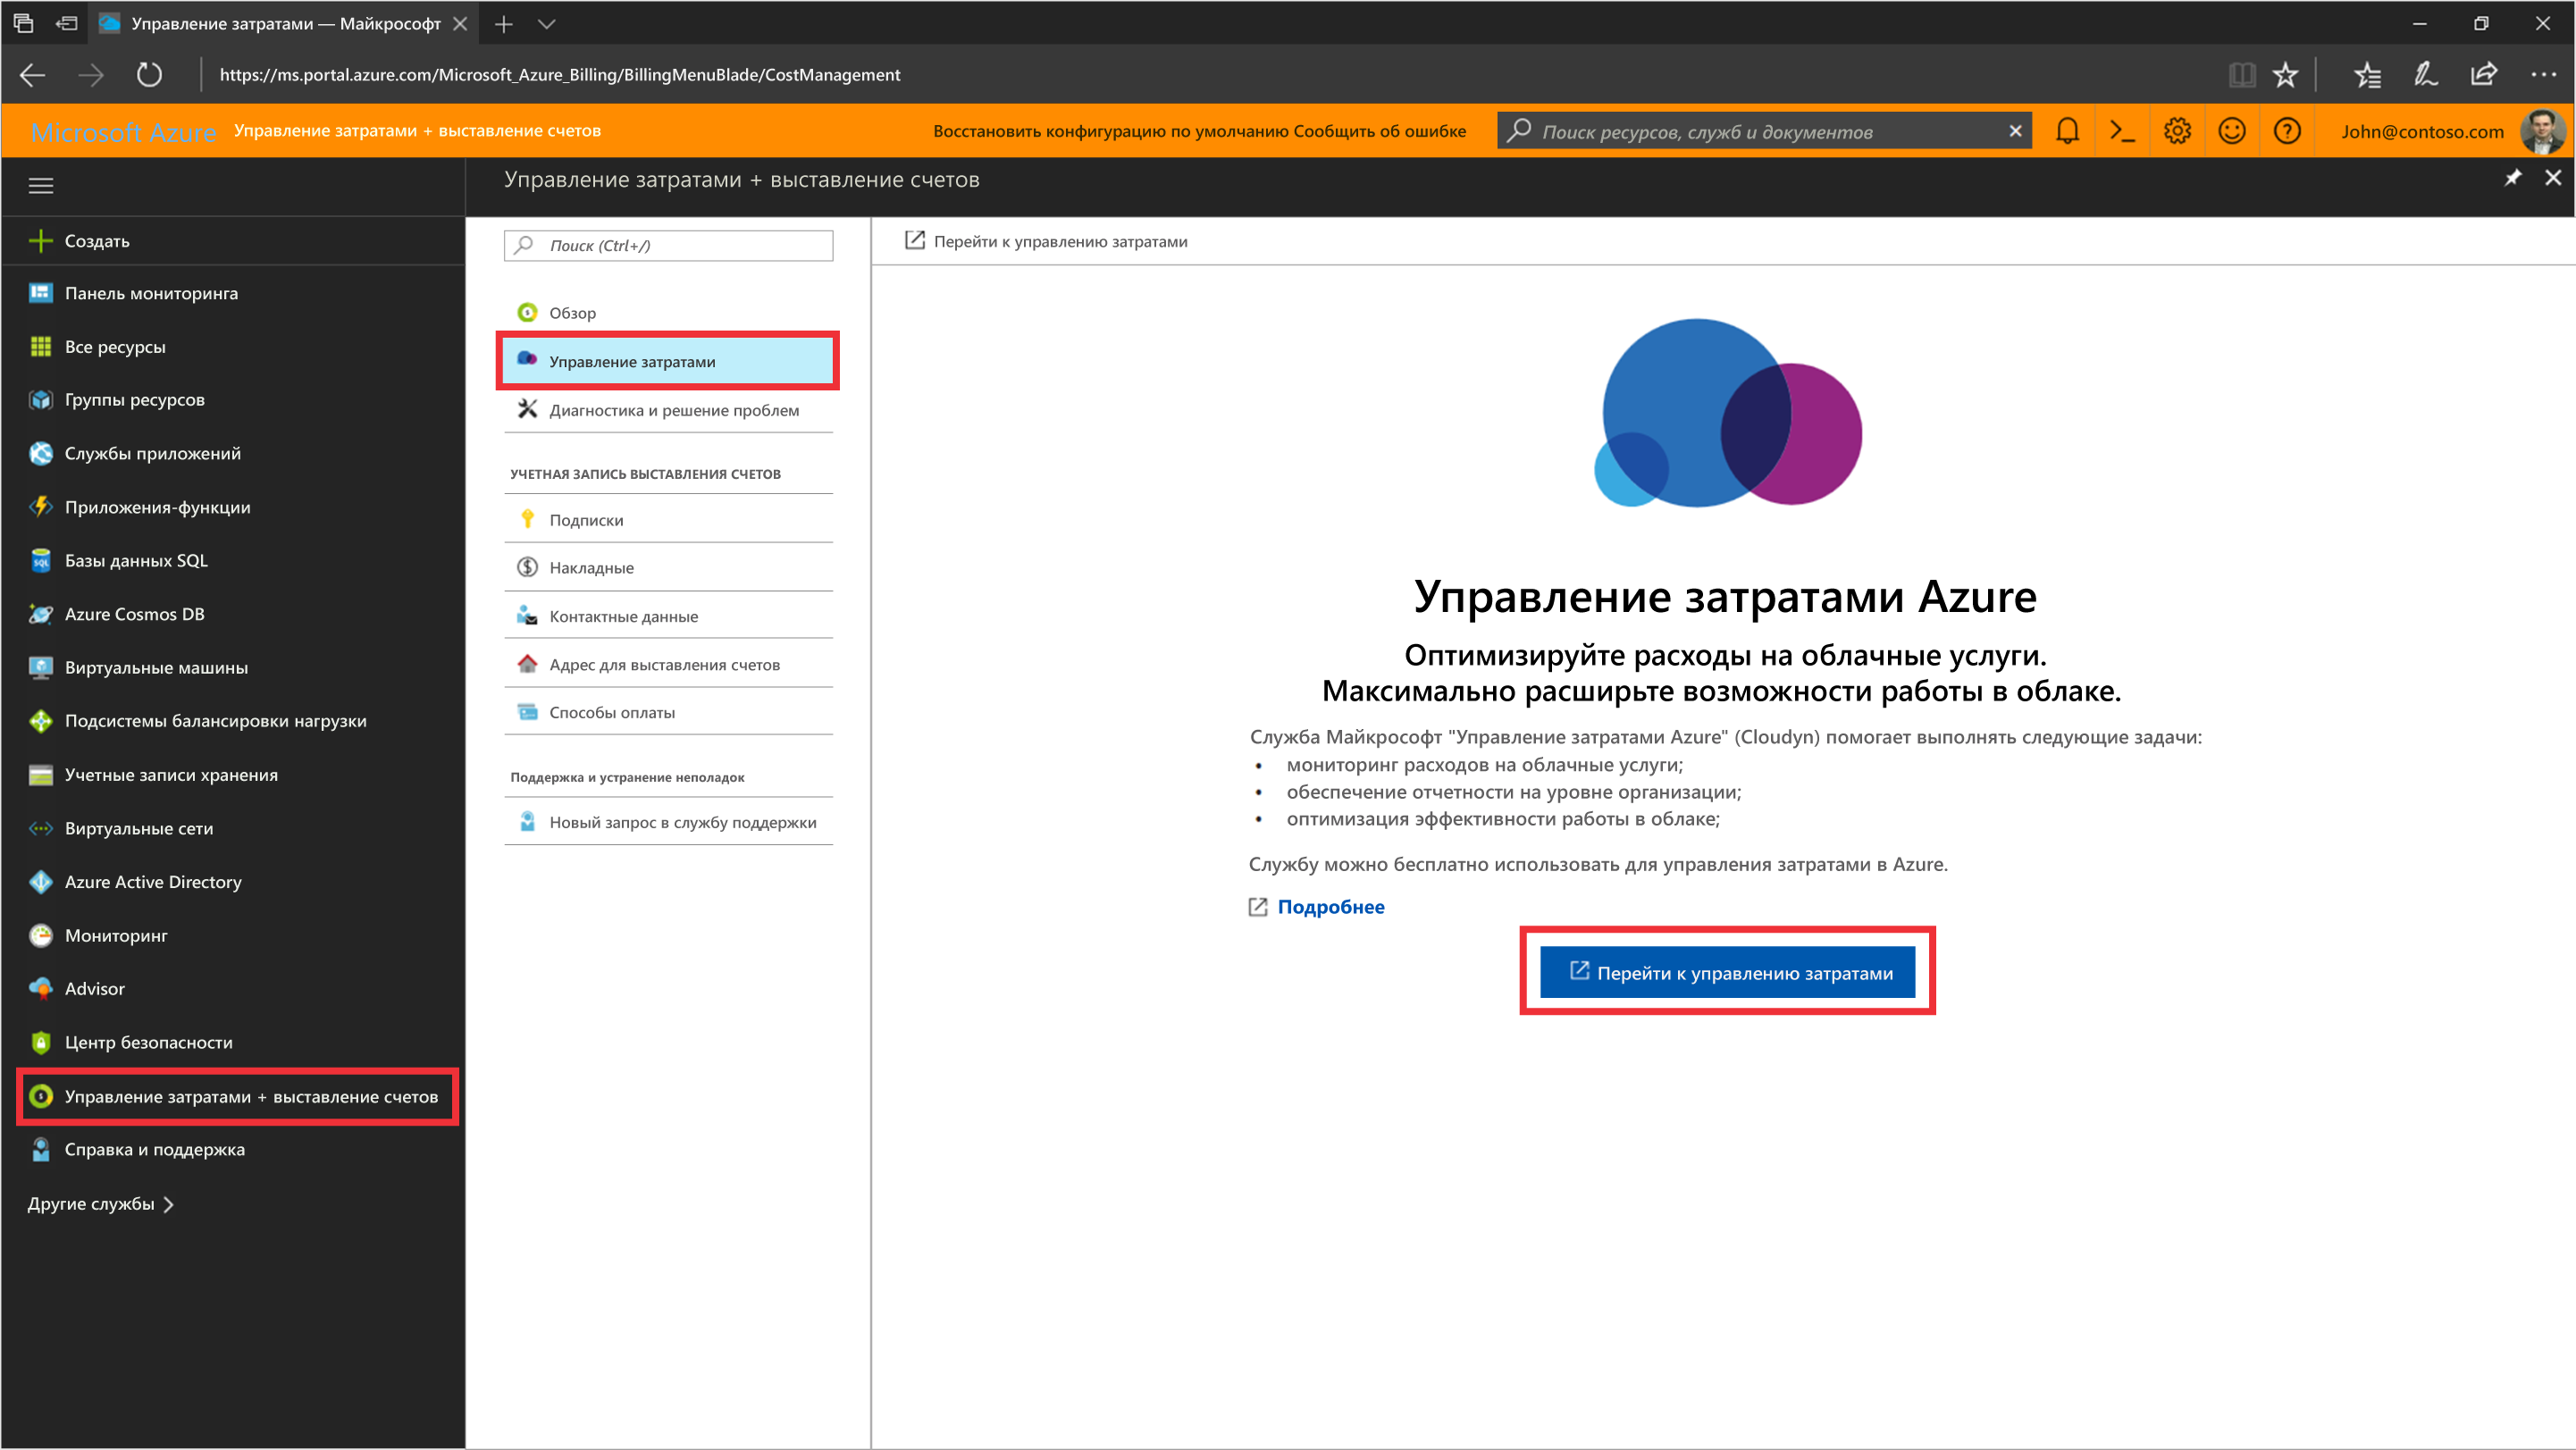 Управление затратами — Майкрософт
https://ms.portal.azure.com/Microsoft_Azure_Billing/BillingMenuBlade/CostManagement
Microsoft Azure Управление затратами + выставление счетов
Восстановить конфигурацию по умолчанию Сообщить об ошибке
Поиск ресурсов, служб и документов
John@contoso.com
Управление затратами + выставление счетов
Создать
Панель мониторинга
Все ресурсы
Группы ресурсов
Службы приложений
Приложения-функции
Базы данных SQL
Azure Cosmos DB
Виртуальные машины
Подсистемы балансировки нагрузки
Учетные записи хранения
Виртуальные сети
Azure Active Directory
Мониторинг
Advisor
Центр безопасности
Управление затратами + выставление счетов
Справка и поддержка
Другие службы
Поиск (Ctrl+/)
Обзор
Управление затратами
Диагностика и решение проблем
УЧЕТНАЯ ЗАПИСЬ ВЫСТАВЛЕНИЯ СЧЕТОВ
Подписки
Накладные
Контактные данные
Адрес для выставления счетов
Способы оплаты
Поддержка и устранение неполадок
Новый запрос в службу поддержки
Перейти к управлению затратами
Управление затратами Azure
Оптимизируйте расходы на облачные услуги.
Максимально расширьте возможности работы в облаке.
Служба Майкрософт "Управление затратами Azure" (Cloudyn) помогает выполнять следующие задачи:
• мониторинг расходов на облачные услуги;
• обеспечение отчетности на уровне организации;
• оптимизация эффективности работы в облаке;
Службу можно бесплатно использовать для управления затратами в Azure.
Подробнее
Перейти к управлению затратами